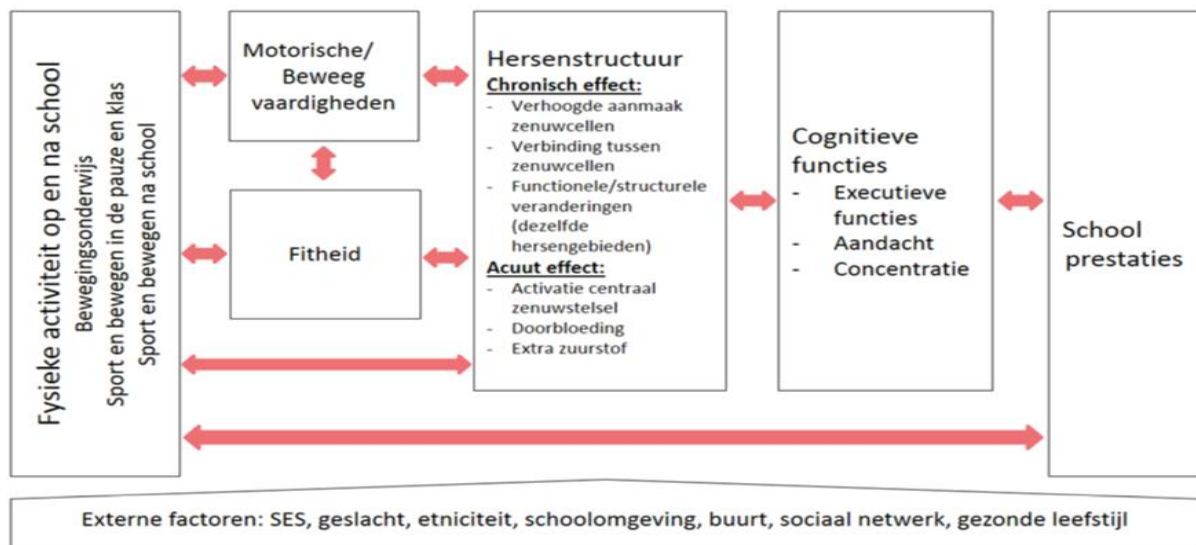 Fysieke activiteit op en na school
Bewegingsonderwijs
Sport en bewegen in de pauze en klas
Sport en bewegen na school
Motorische/
Beweeg
vaardigheden
Fitheid
Hersenstructuur
Chronisch effect:
- Verhoogde aanmaak
zenuwcellen
- Verbinding tussen
zenuwcellen
- Functionele/structurele
veranderingen
(dezelfde
hersengebieden)
Acuut effect:
- Activatie centraal
zenuwstelsel
- Doorbloeding
- Extra zuurstof
Cognitieve
functies
- Executieve
functies
- Aandacht
- Concentratie
School
prestaties
Externe factoren: SES, geslacht, etniciteit, schoolomgeving, buurt, sociaal netwerk, gezonde leefstijl